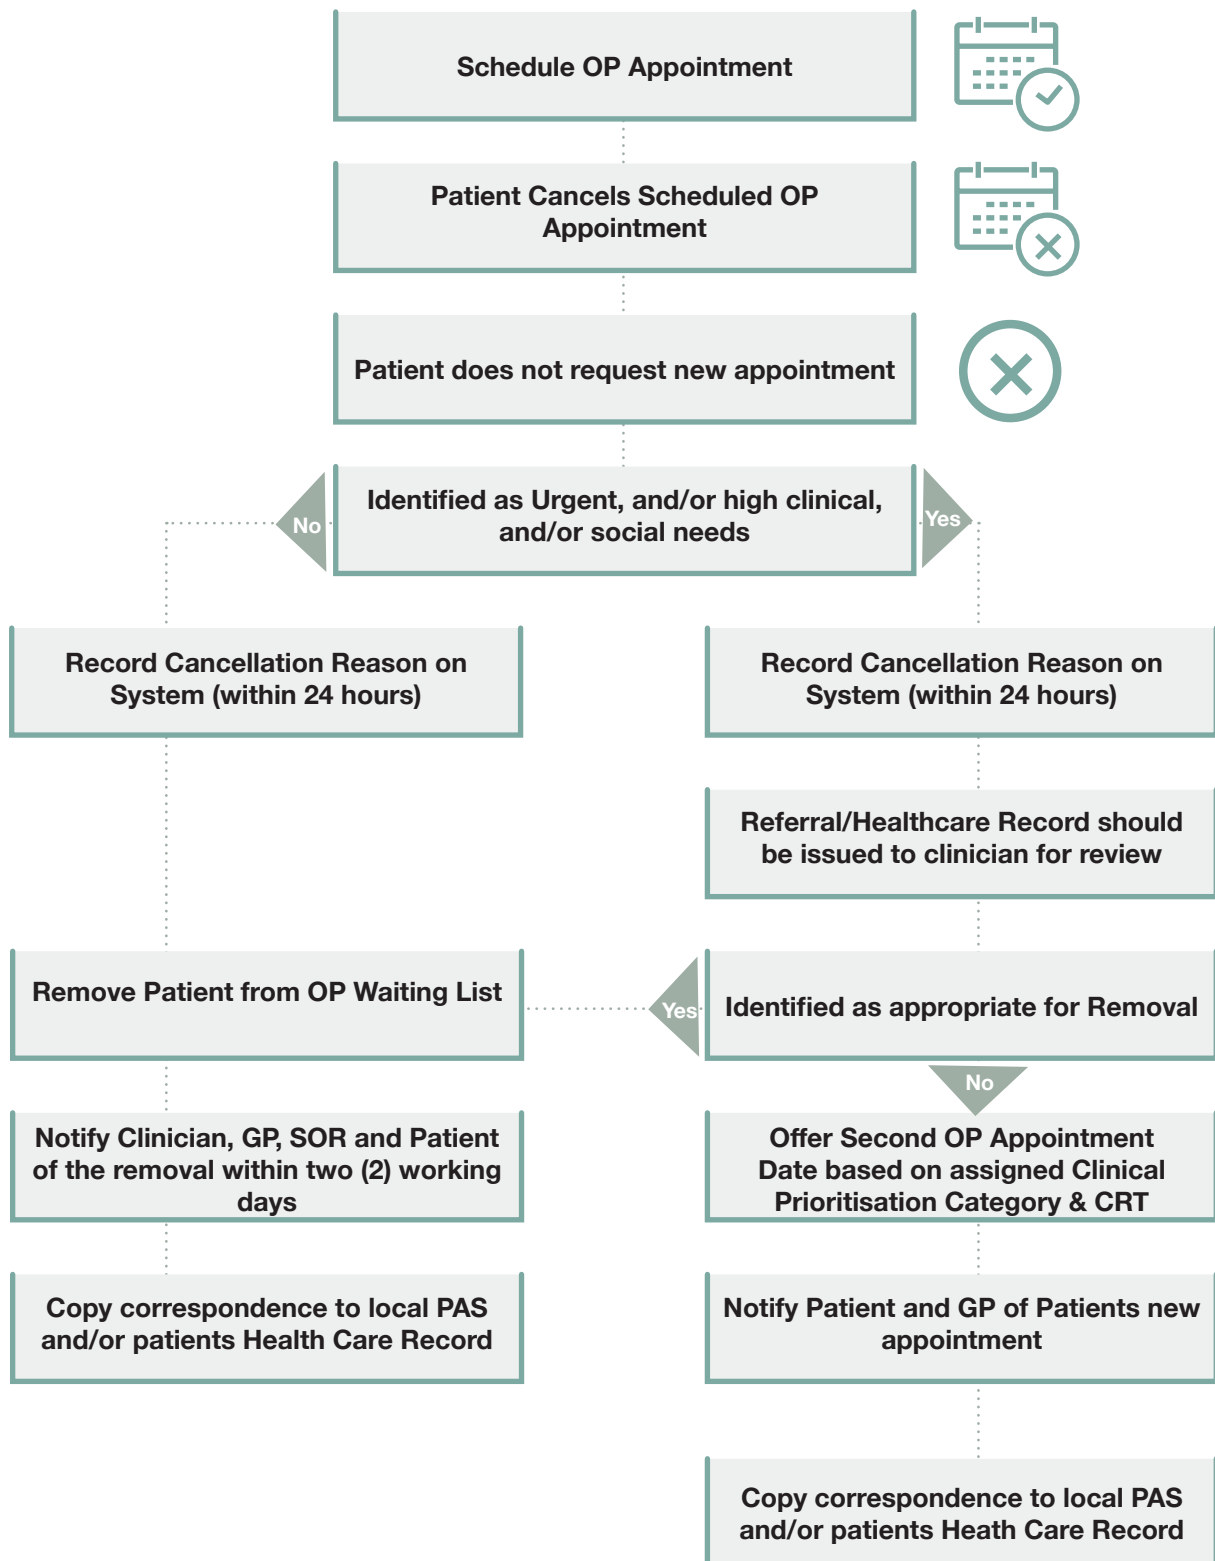 Schedule OP Appointment
Patient Cancels Scheduled OP
Appointment
Patient does not request new appointment
Identified as Urgent, and/or high clinical,
and/or social needs
No
Yes
Record Cancellation Reason on
System (within 24 hours)
Record Cancellation Reason on
System (within 24 hours)
Referral/Healthcare Record should
be issued to clinician for review
Remove Patient from OP Waiting List
Yes
Identified as appropriate for Removal
No
Notify Clinician, GP, SOR and Patient
of the removal within two (2) working
days
Offer Second OP Appointment
Date based on assigned Clinical
Prioritisation Category & CRT
Copy correspondence to local PAS
and/or patients Health Care Record
Notify Patient and GP of Patients new
appointment
Copy correspondence to local PAS
and/or patients Heath Care Record